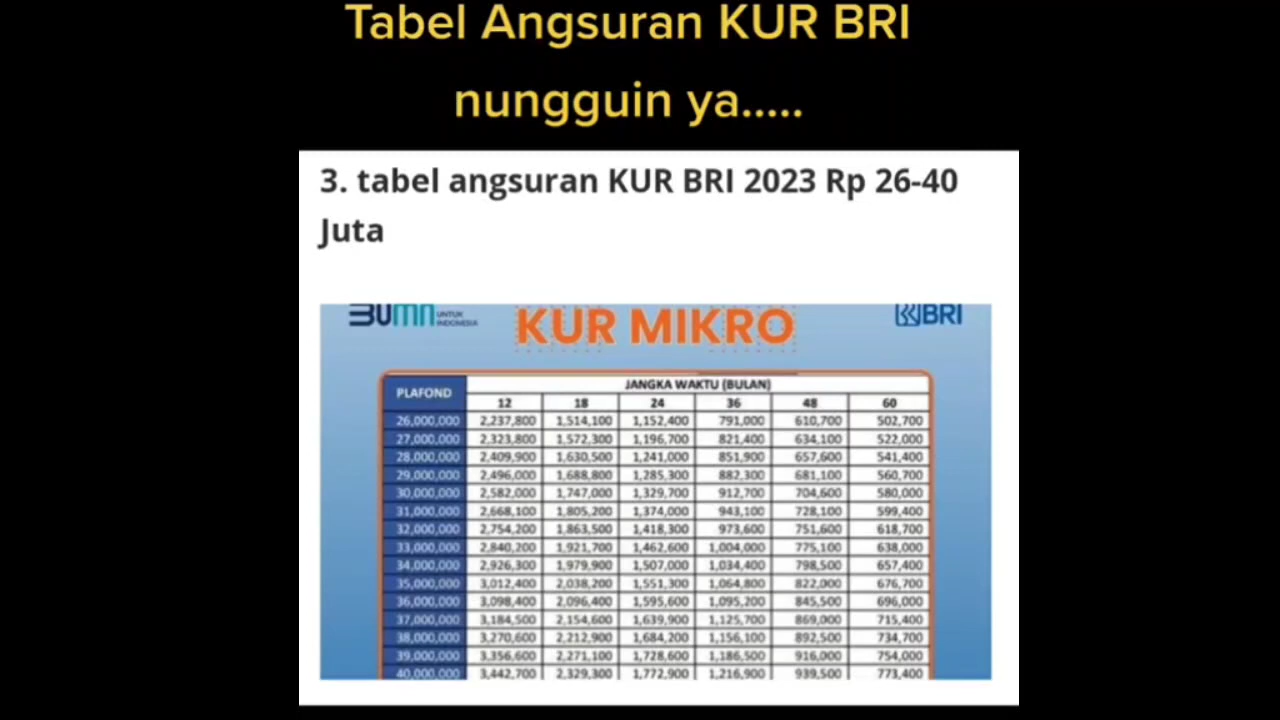 Tabel Angsuran KUR BRI
nungguin ya.....
3. tabel angsuran KUR BRI 2023 Rp 26-40
Juta
BUMN UNTUK INDONESIA KUR MIKRO BRI
PLAFOND JANGKA WAKTU (BULAN)
12 18 24 36 48 60
26,000,000 2,237,800 1,514,100 1,152,400 791,000 610,700 502,700
27,000,000 2,323,800 1,572,300 1,196,700 821,400 634,100 522,000
28,000,000 2,409,900 1,630,500 1,241,000 851,900 657,600 541,400
29,000,000 2,496,000 1,688,800 1,285,300 882,300 681,100 560,700
30,000,000 2,582,000 1,747,000 1,329,700 912,700 704,600 580,000
31,000,000 2,668,100 1,805,200 1,374,000 943,100 728,100 599,400
32,000,000 2,754,200 1,863,500 1,418,300 973,600 751,600 618,700
33,000,000 2,840,200 1,921,700 1,462,600 1,004,000 775,100 638,000
34,000,000 2,926,300 1,979,900 1,507,000 1,034,400 798,500 657,400
35,000,000 3,012,400 2,038,200 1,551,300 1,064,800 822,000 676,700
36,000,000 3,098,400 2,096,400 1,595,600 1,095,200 845,500 696,000
37,000,000 3,184,500 2,154,600 1,639,900 1,125,700 869,000 715,400
38,000,000 3,270,600 2,212,900 1,684,200 1,156,100 892,500 734,700
39,000,000 3,356,600 2,271,100 1,728,600 1,186,500 916,000 754,000
40,000,000 3,442,700 2,329,300 1,772,900 1,216,900 939,500 773,400